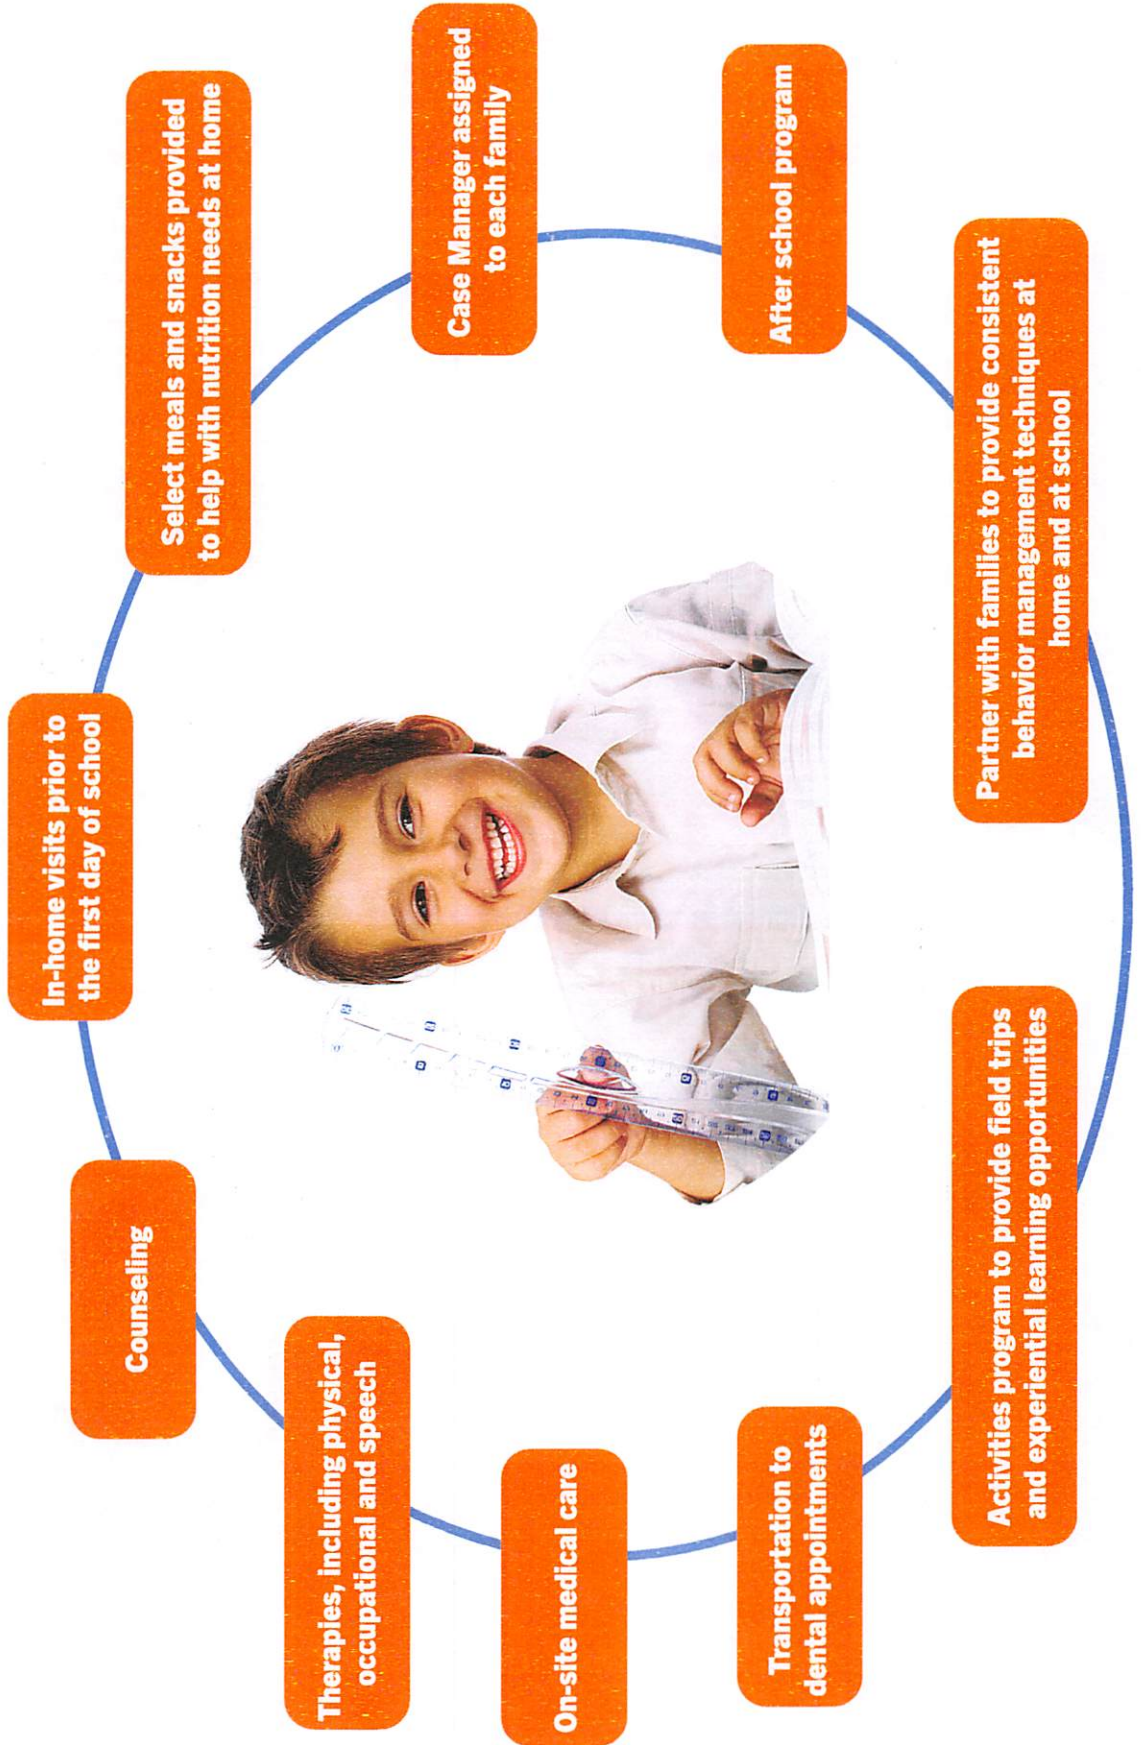 In-home visits prior to
the first day of school
Select meals and snacks provided
to help with nutrition needs at home
Case Manager assigned
to each family
After school program
Partner with families to provide consistent
behavior management techniques at
home and at school
Activities program to provide field trips
and experiential learning opportunities
Transportation to
dental appointments
On-site medical care
Therapies, including physical,
occupational and speech
Counseling